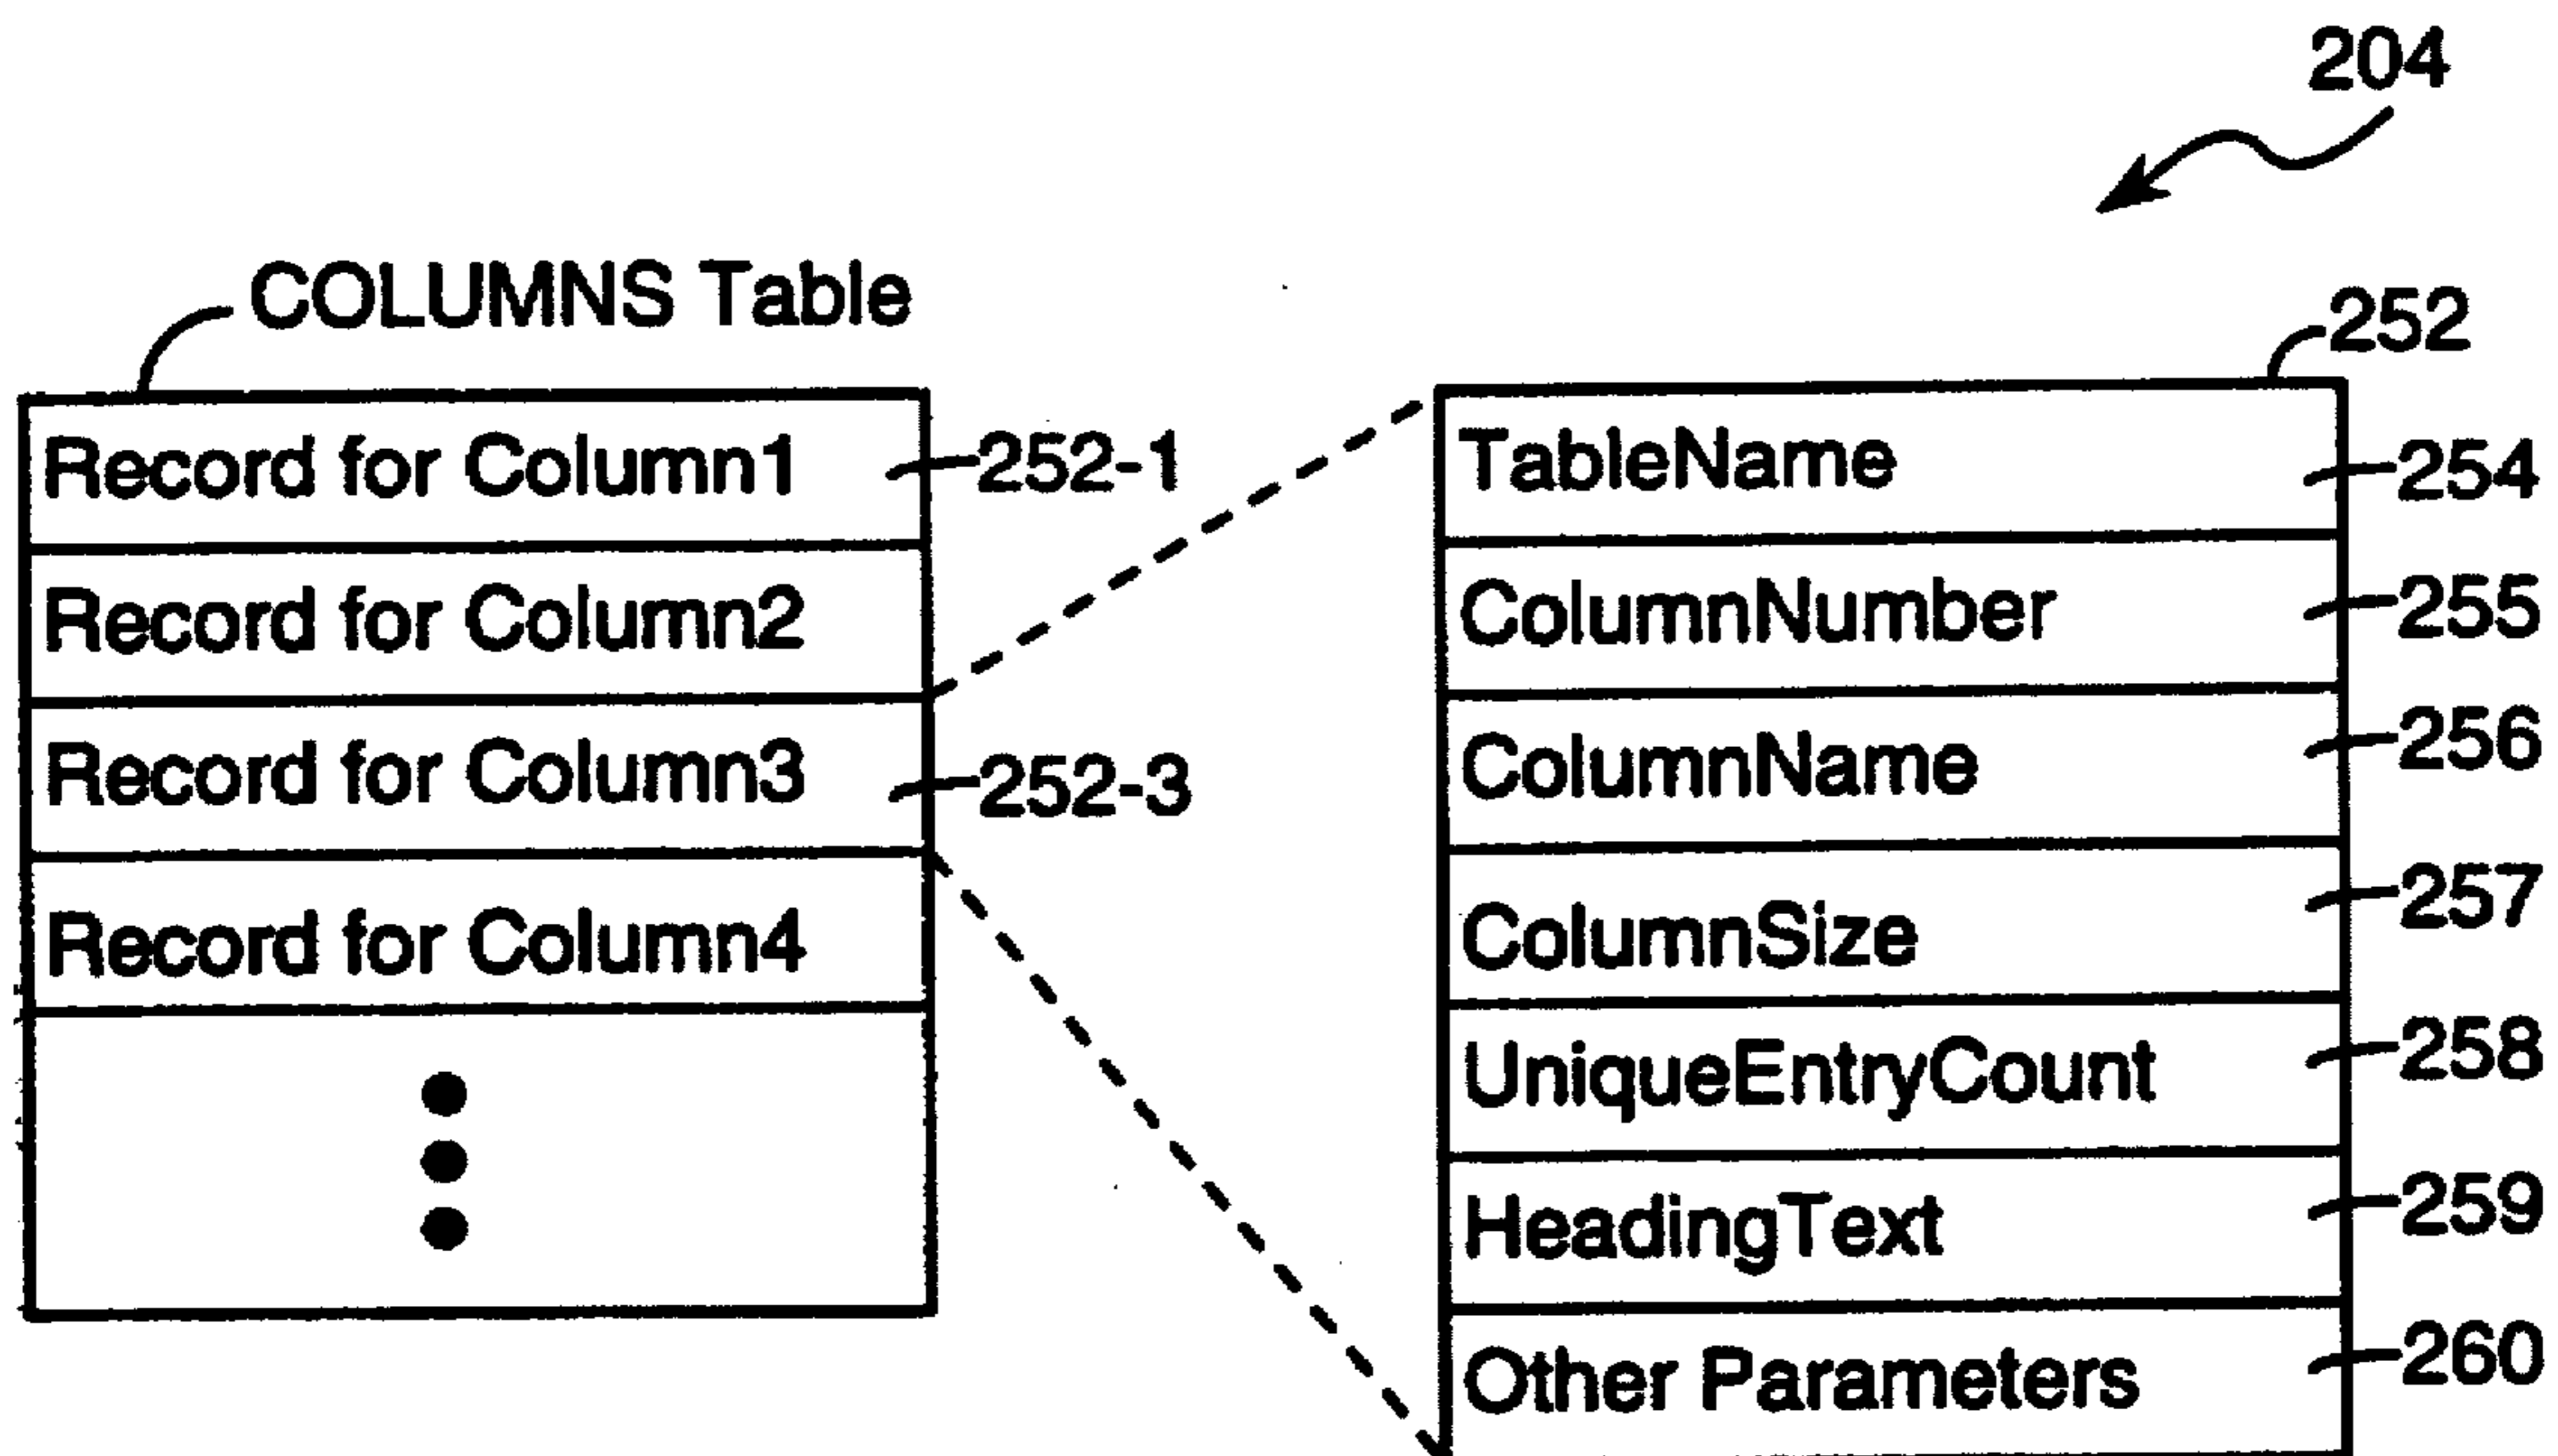 204
COLUMNS Table
252
Record for Column1
252-1
Record for Column2
Record for Column3
252-3
Record for Column4
TableName
254
ColumnNumber
255
ColumnName
256
ColumnSize
257
UniqueEntryCount
258
HeadingText
259
Other Parameters
260